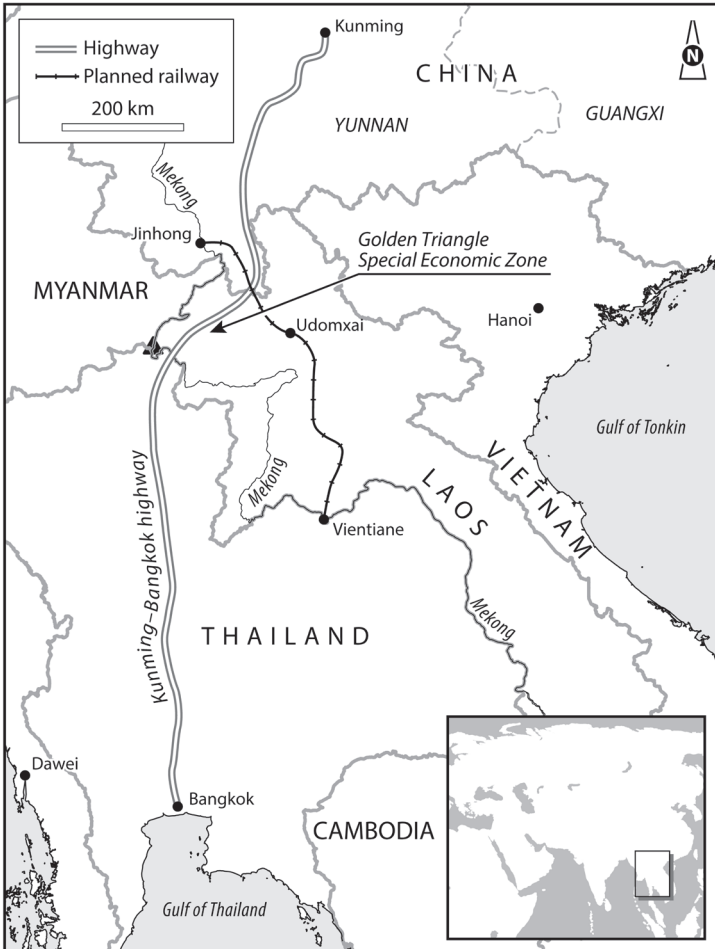 Highway
Planned railway
200 km
Kunming
N
CHINA
YUNNAN
GUANGXI
Mekong
Jinhong
Golden Triangle
Special Economic Zone
MYANMAR
Udomxai
Hanoi
Gulf of Tonkin
Mekong
LAOS
VIETNAM
Vientiane
Kunming–Bangkok highway
Mekong
THAILAND
Dawei
Bangkok
CAMBODIA
Gulf of Thailand